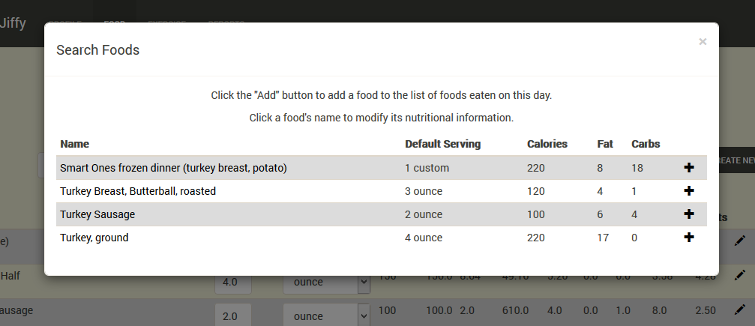 Jiffy
FOOD
Search Foods
×
Click the "Add" button to add a food to the list of foods eaten on this day.
Click a food's name to modify its nutritional information.
Name Default Serving Calories Fat Carbs
Smart Ones frozen dinner (turkey breast, potato) 1 custom 220 8 18
Turkey Breast, Butterball, roasted 3 ounce 120 4 1
Turkey Sausage 2 ounce 100 6 4
Turkey, ground 4 ounce 220 17 0
REATE NEW
ts
e)
Half 4.0 ounce 150 150.0 8.04 49.10 5.20 0.0 0.0 5.58 4.20
ausage 2.0 ounce 100 100.0 2.0 610.0 4.0 0.0 1.0 8.0 2.50